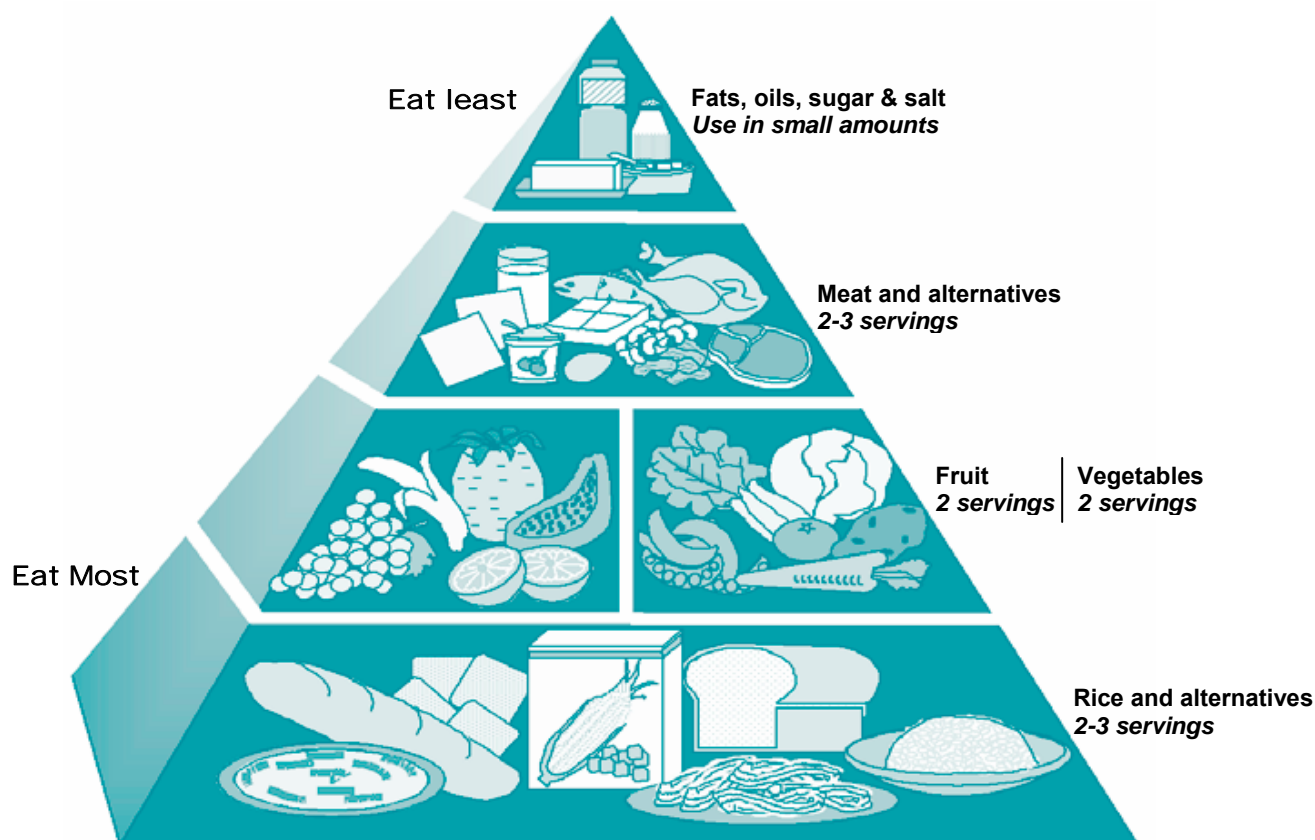 Eat least
Fats, oils, sugar & salt
Use in small amounts
Meat and alternatives
2-3 servings
Fruit
2 servings
Vegetables
2 servings
Eat Most
Rice and alternatives
2-3 servings